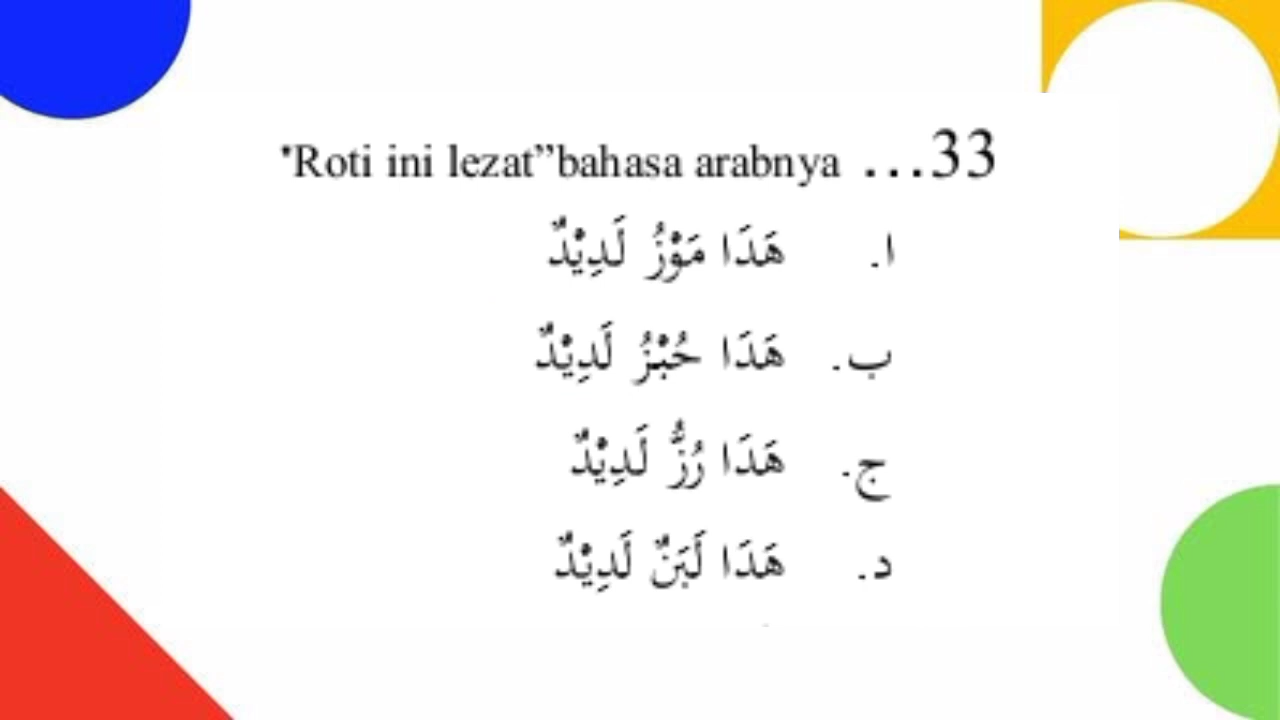 "Roti ini lezat”bahasa arabnya …33
ا. هَدَا مَوْزُ لَدِيْدٌ
ب. هَدَا حُبْزُ لَدِيْدٌ
ج. هَدَا رُزُّ لَدِيْدٌ
د. هَدَا لَبَنٌ لَدِيْدٌ